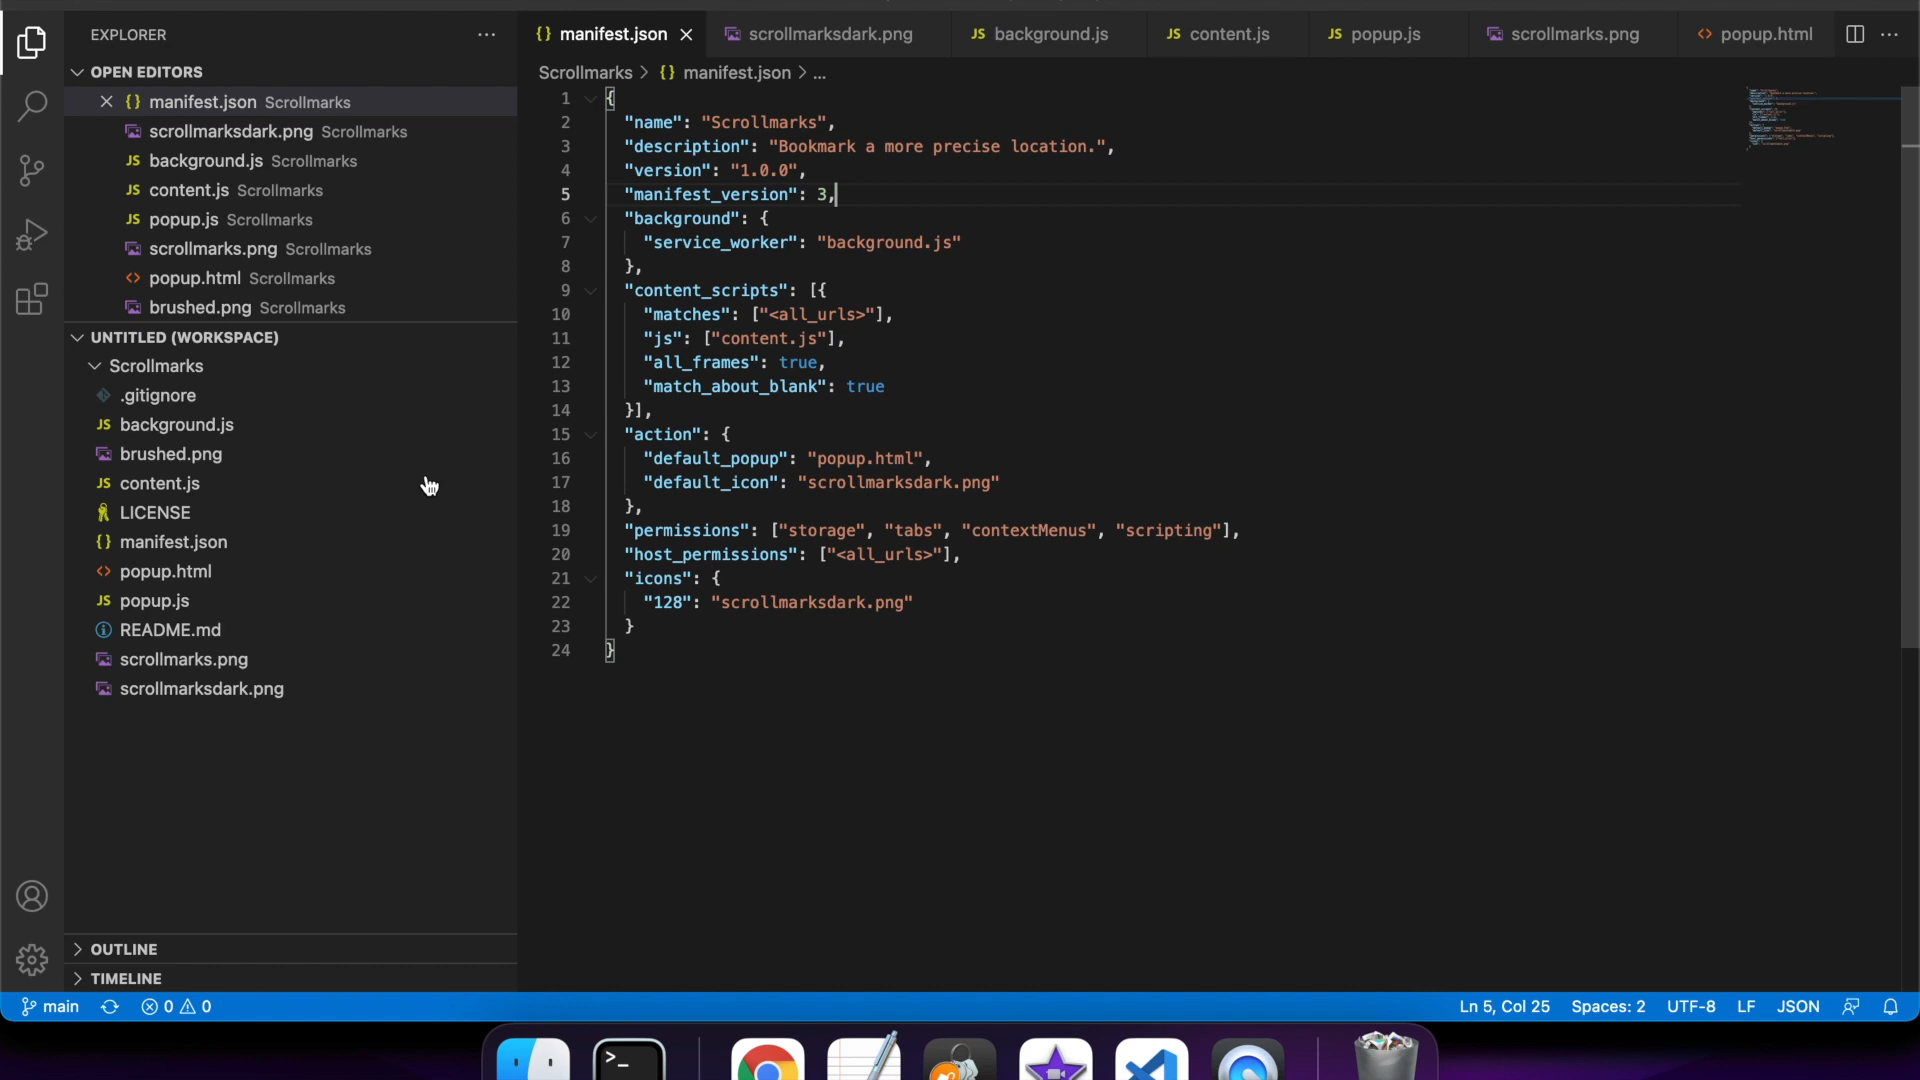 EXPLORER
OPEN EDITORS
manifest.json Scrollmarks
scrollmarksdark.png Scrollmarks
JS background.js Scrollmarks
JS content.js Scrollmarks
JS popup.js Scrollmarks
scrollmarks.png Scrollmarks
<> popup.html Scrollmarks
brushed.png Scrollmarks
UNTITLED (WORKSPACE)
Scrollmarks
.gitignore
JS background.js
brushed.png
JS content.js
LICENSE
{} manifest.json
<> popup.html
JS popup.js
README.md
scrollmarks.png
scrollmarksdark.png
OUTLINE
TIMELINE
{} manifest.json
scrollmarksdark.png
JS background.js
JS content.js
JS popup.js
scrollmarks.png
<> popup.html
Scrollmarks > {} manifest.json > ...
1 {
2 "name": "Scrollmarks",
3 "description": "Bookmark a more precise location.",
4 "version": "1.0.0",
5 "manifest_version": 3,
6 "background": {
7 "service_worker": "background.js"
8 },
9 "content_scripts": [{
10 "matches": ["<all_urls>"],
11 "js": ["content.js"],
12 "all_frames": true,
13 "match_about_blank": true
14 }],
15 "action": {
16 "default_popup": "popup.html",
17 "default_icon": "scrollmarksdark.png"
18 },
19 "permissions": ["storage", "tabs", "contextMenus", "scripting"],
20 "host_permissions": ["<all_urls>"],
21 "icons": {
22 "128": "scrollmarksdark.png"
23 }
24 }
main 0 0 Ln 5, Col 25 Spaces: 2 UTF-8 LF JSON
>_